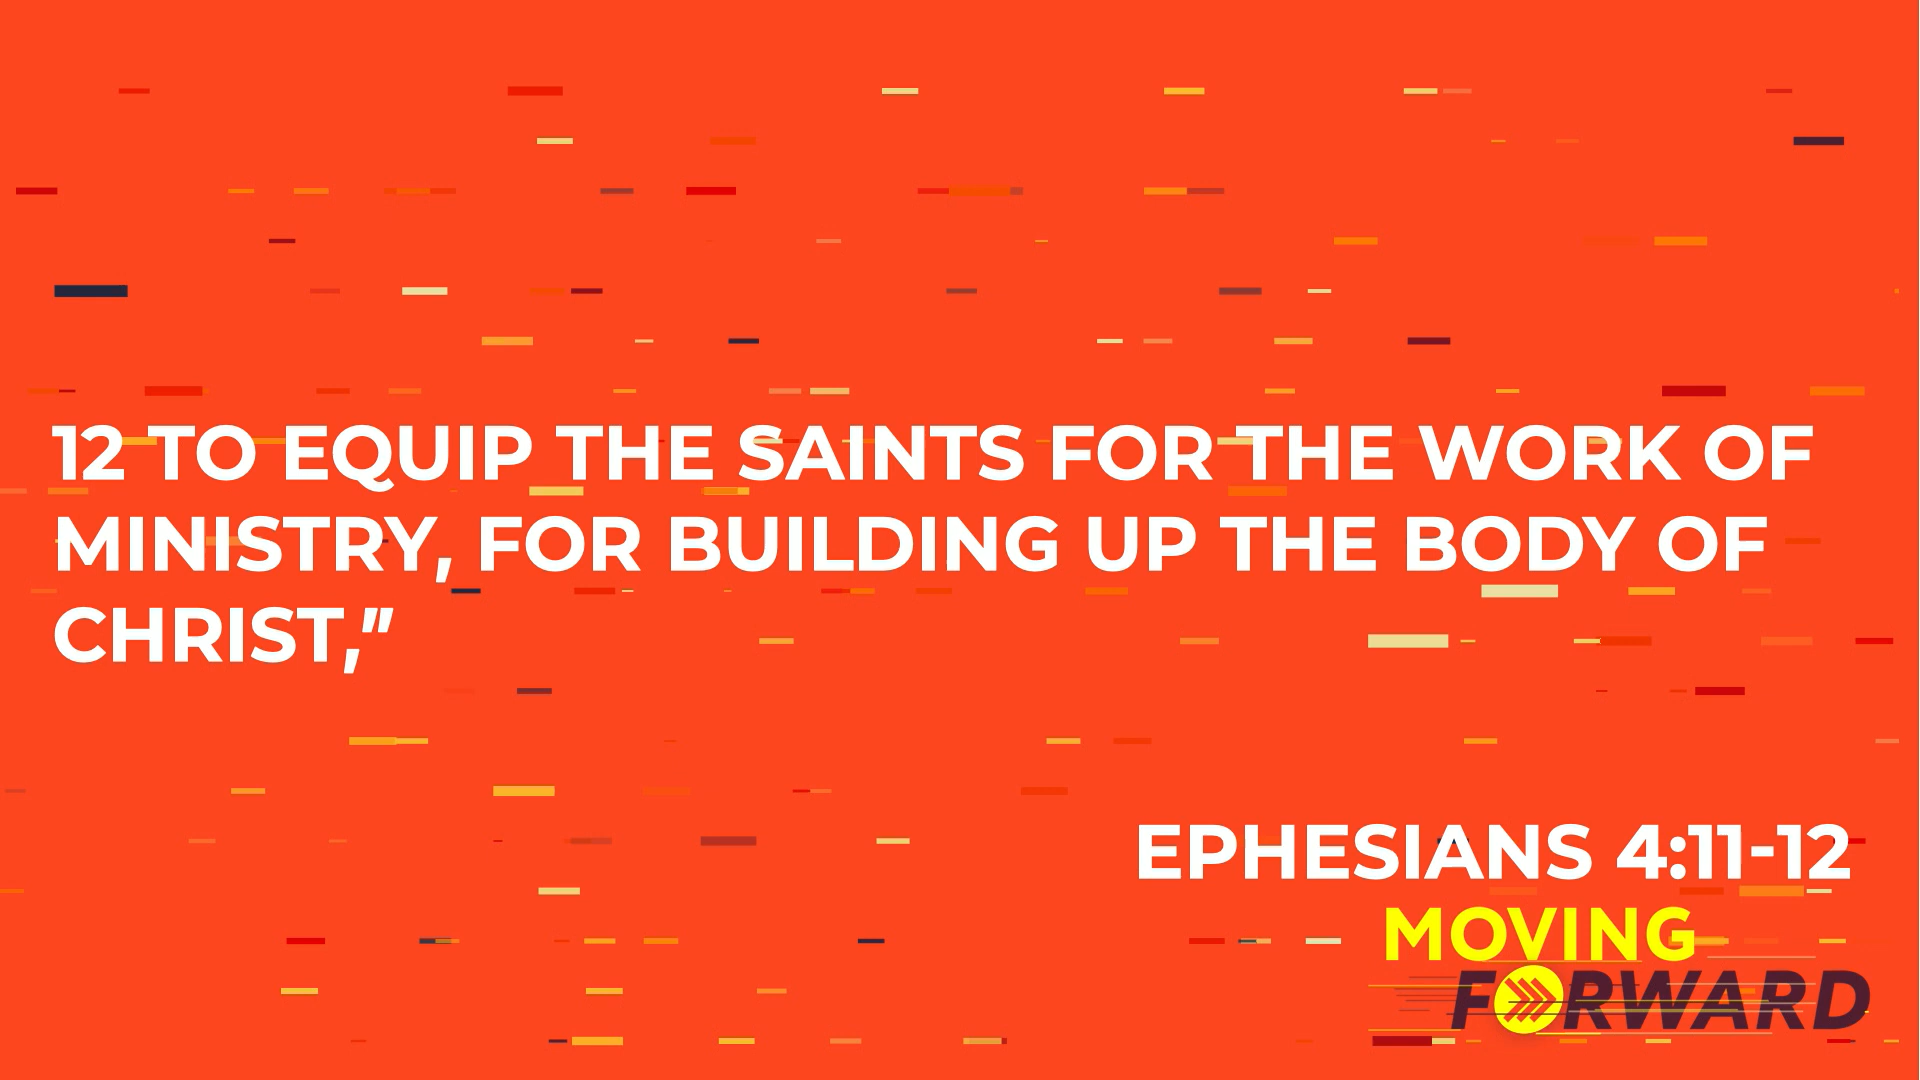 12 TO EQUIP THE SAINTS FOR THE WORK OF
MINISTRY, FOR BUILDING UP THE BODY OF
CHRIST,”
EPHESIANS 4:11-12
MOVING
FORWARD